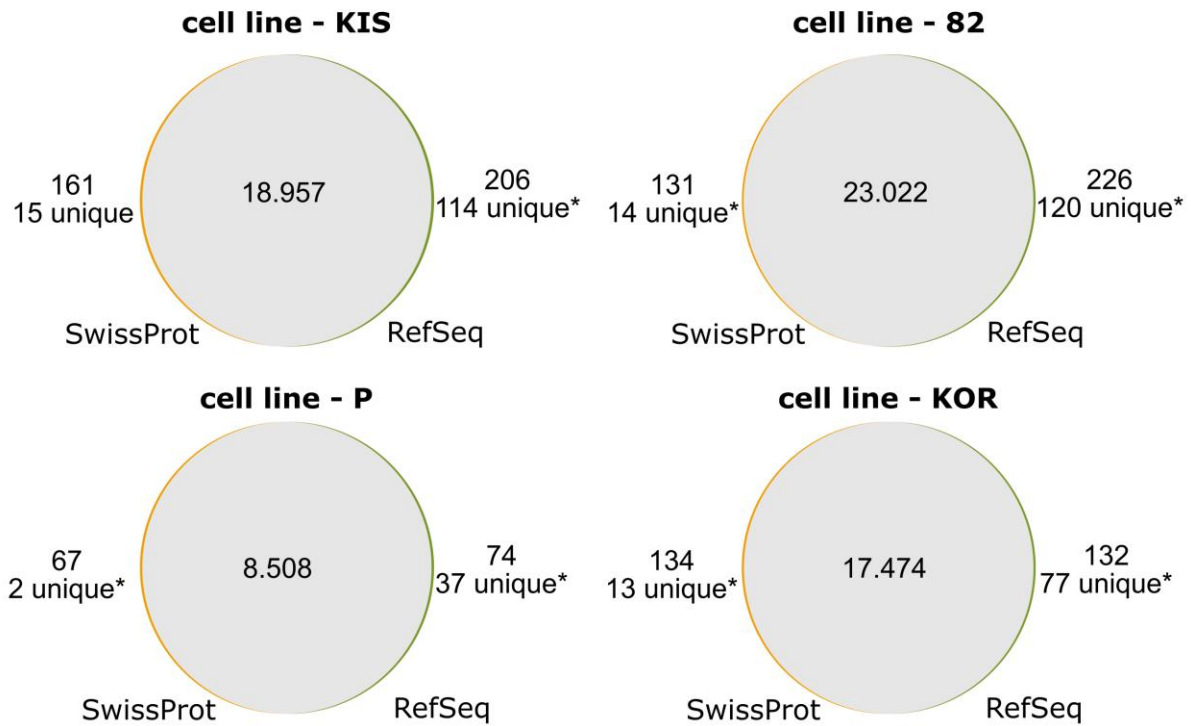 cell line - KIS
161
15 unique
18.957
206
114 unique*
SwissProt
RefSeq
cell line - 82
131
14 unique*
23.022
226
120 unique*
SwissProt
RefSeq
cell line - P
67
2 unique*
8.508
74
37 unique*
SwissProt
RefSeq
cell line - KOR
134
13 unique*
17.474
132
77 unique*
SwissProt
RefSeq